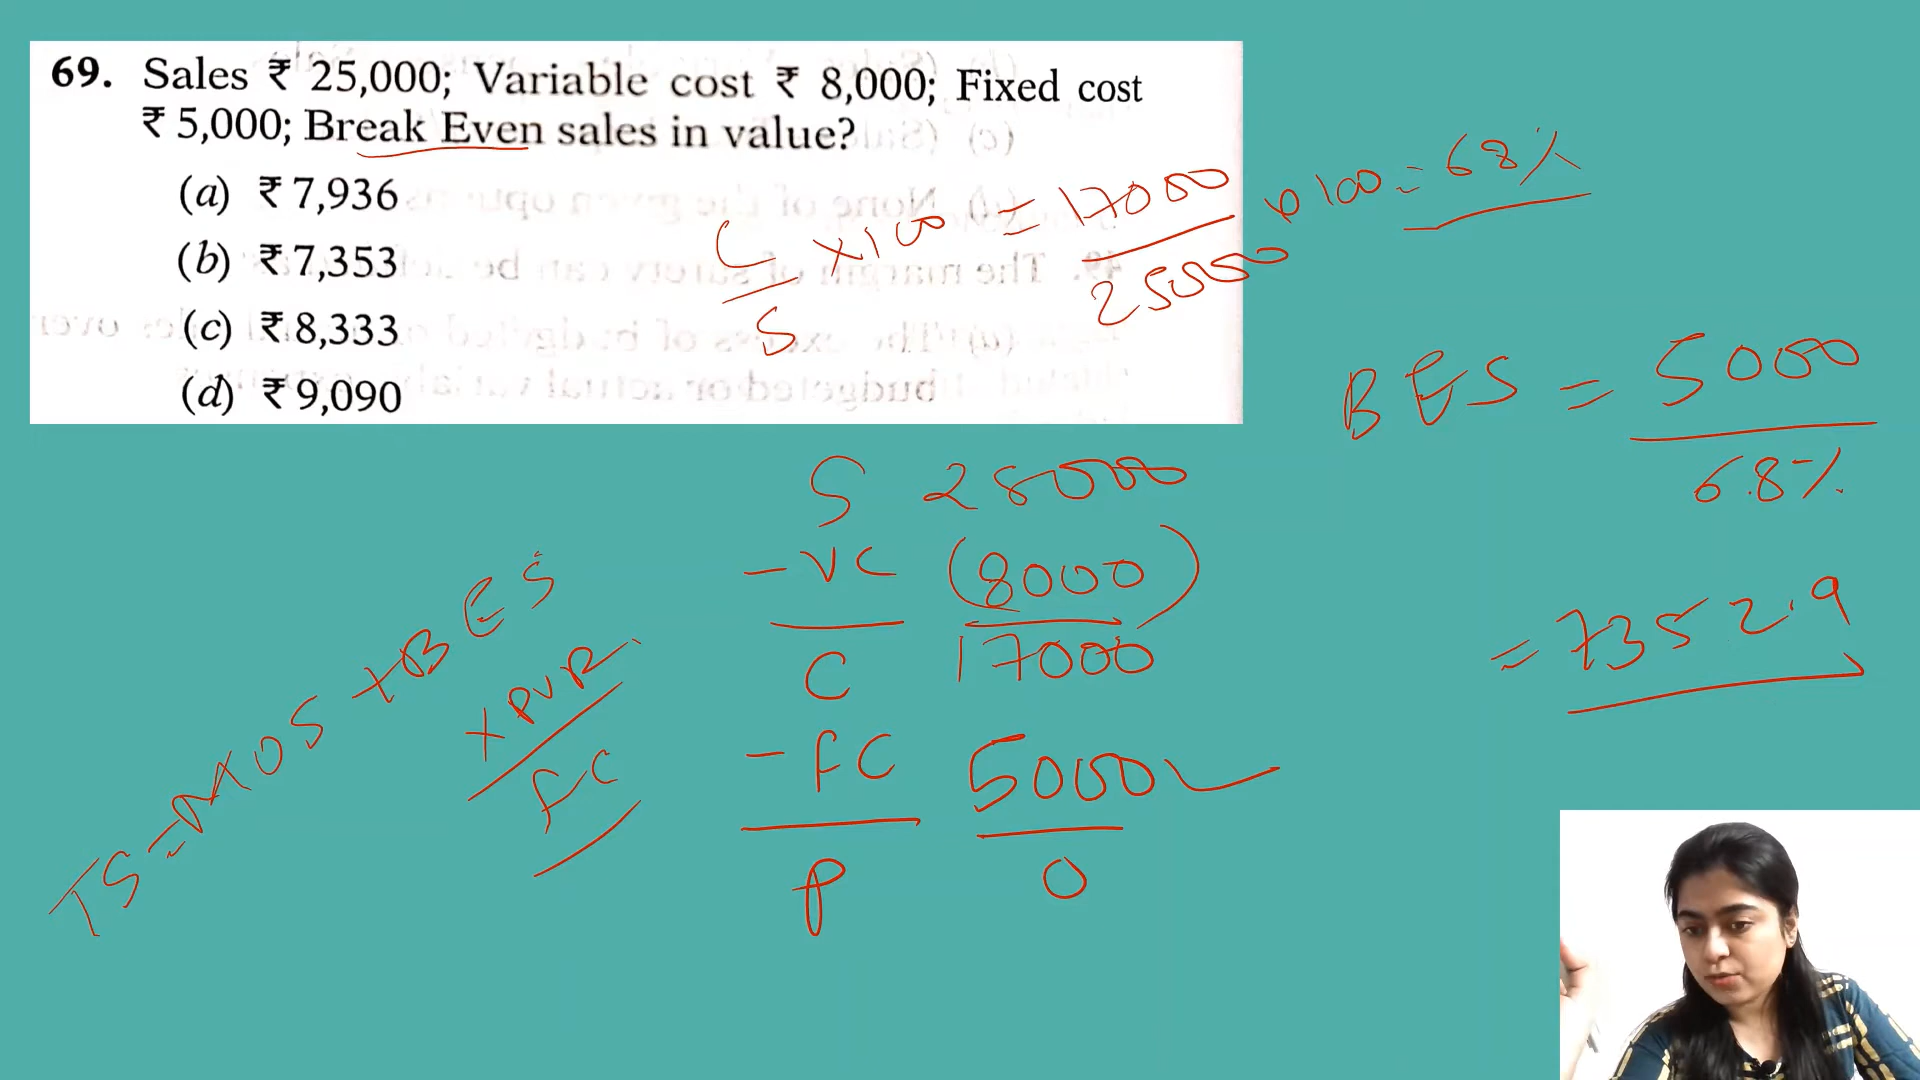 69. Sales ₹ 25,000; Variable cost ₹ 8,000; Fixed cost
₹ 5,000; Break Even sales in value?
(a) ₹ 7,936
(b) ₹ 7,353
(c) ₹ 8,333
(d) ₹ 9,090
C/S ×100 = 17000/25000 × 100 = 68%
BES = 5000/68%
= 7352.9
S 25000
- VC (8000)
C 17000
- FC 5000
P 0
TS = MOS + BES
× PVR
FC